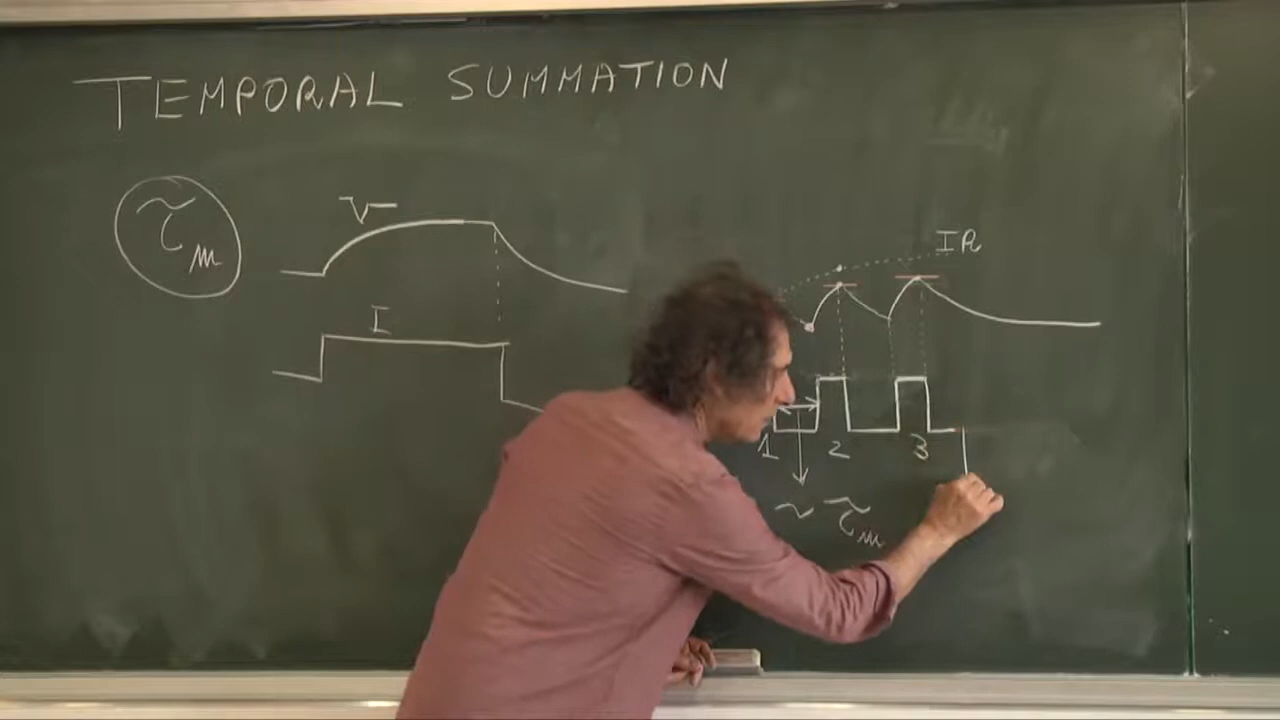 TEMPORAL SUMMATION
τm
V
I
IR
1 2 3
~ τm